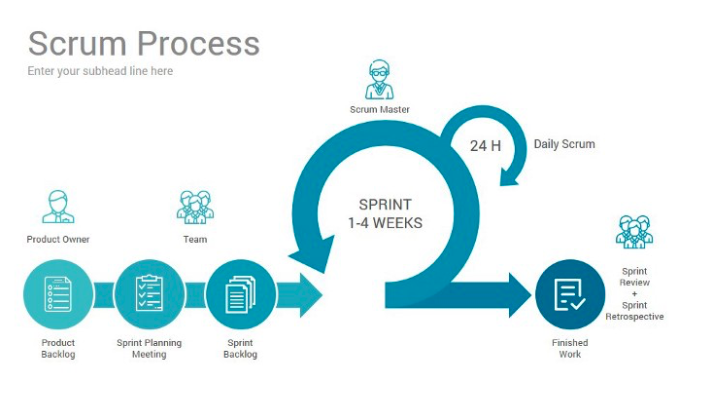 Scrum Process
Enter your subhead line here
Scrum Master
24 H
Daily Scrum
SPRINT
1-4 WEEKS
Product Owner
Team
Sprint
Review
+
Sprint
Retrospective
Product
Backlog
Sprint Planning
Meeting
Sprint
Backlog
Finished
Work